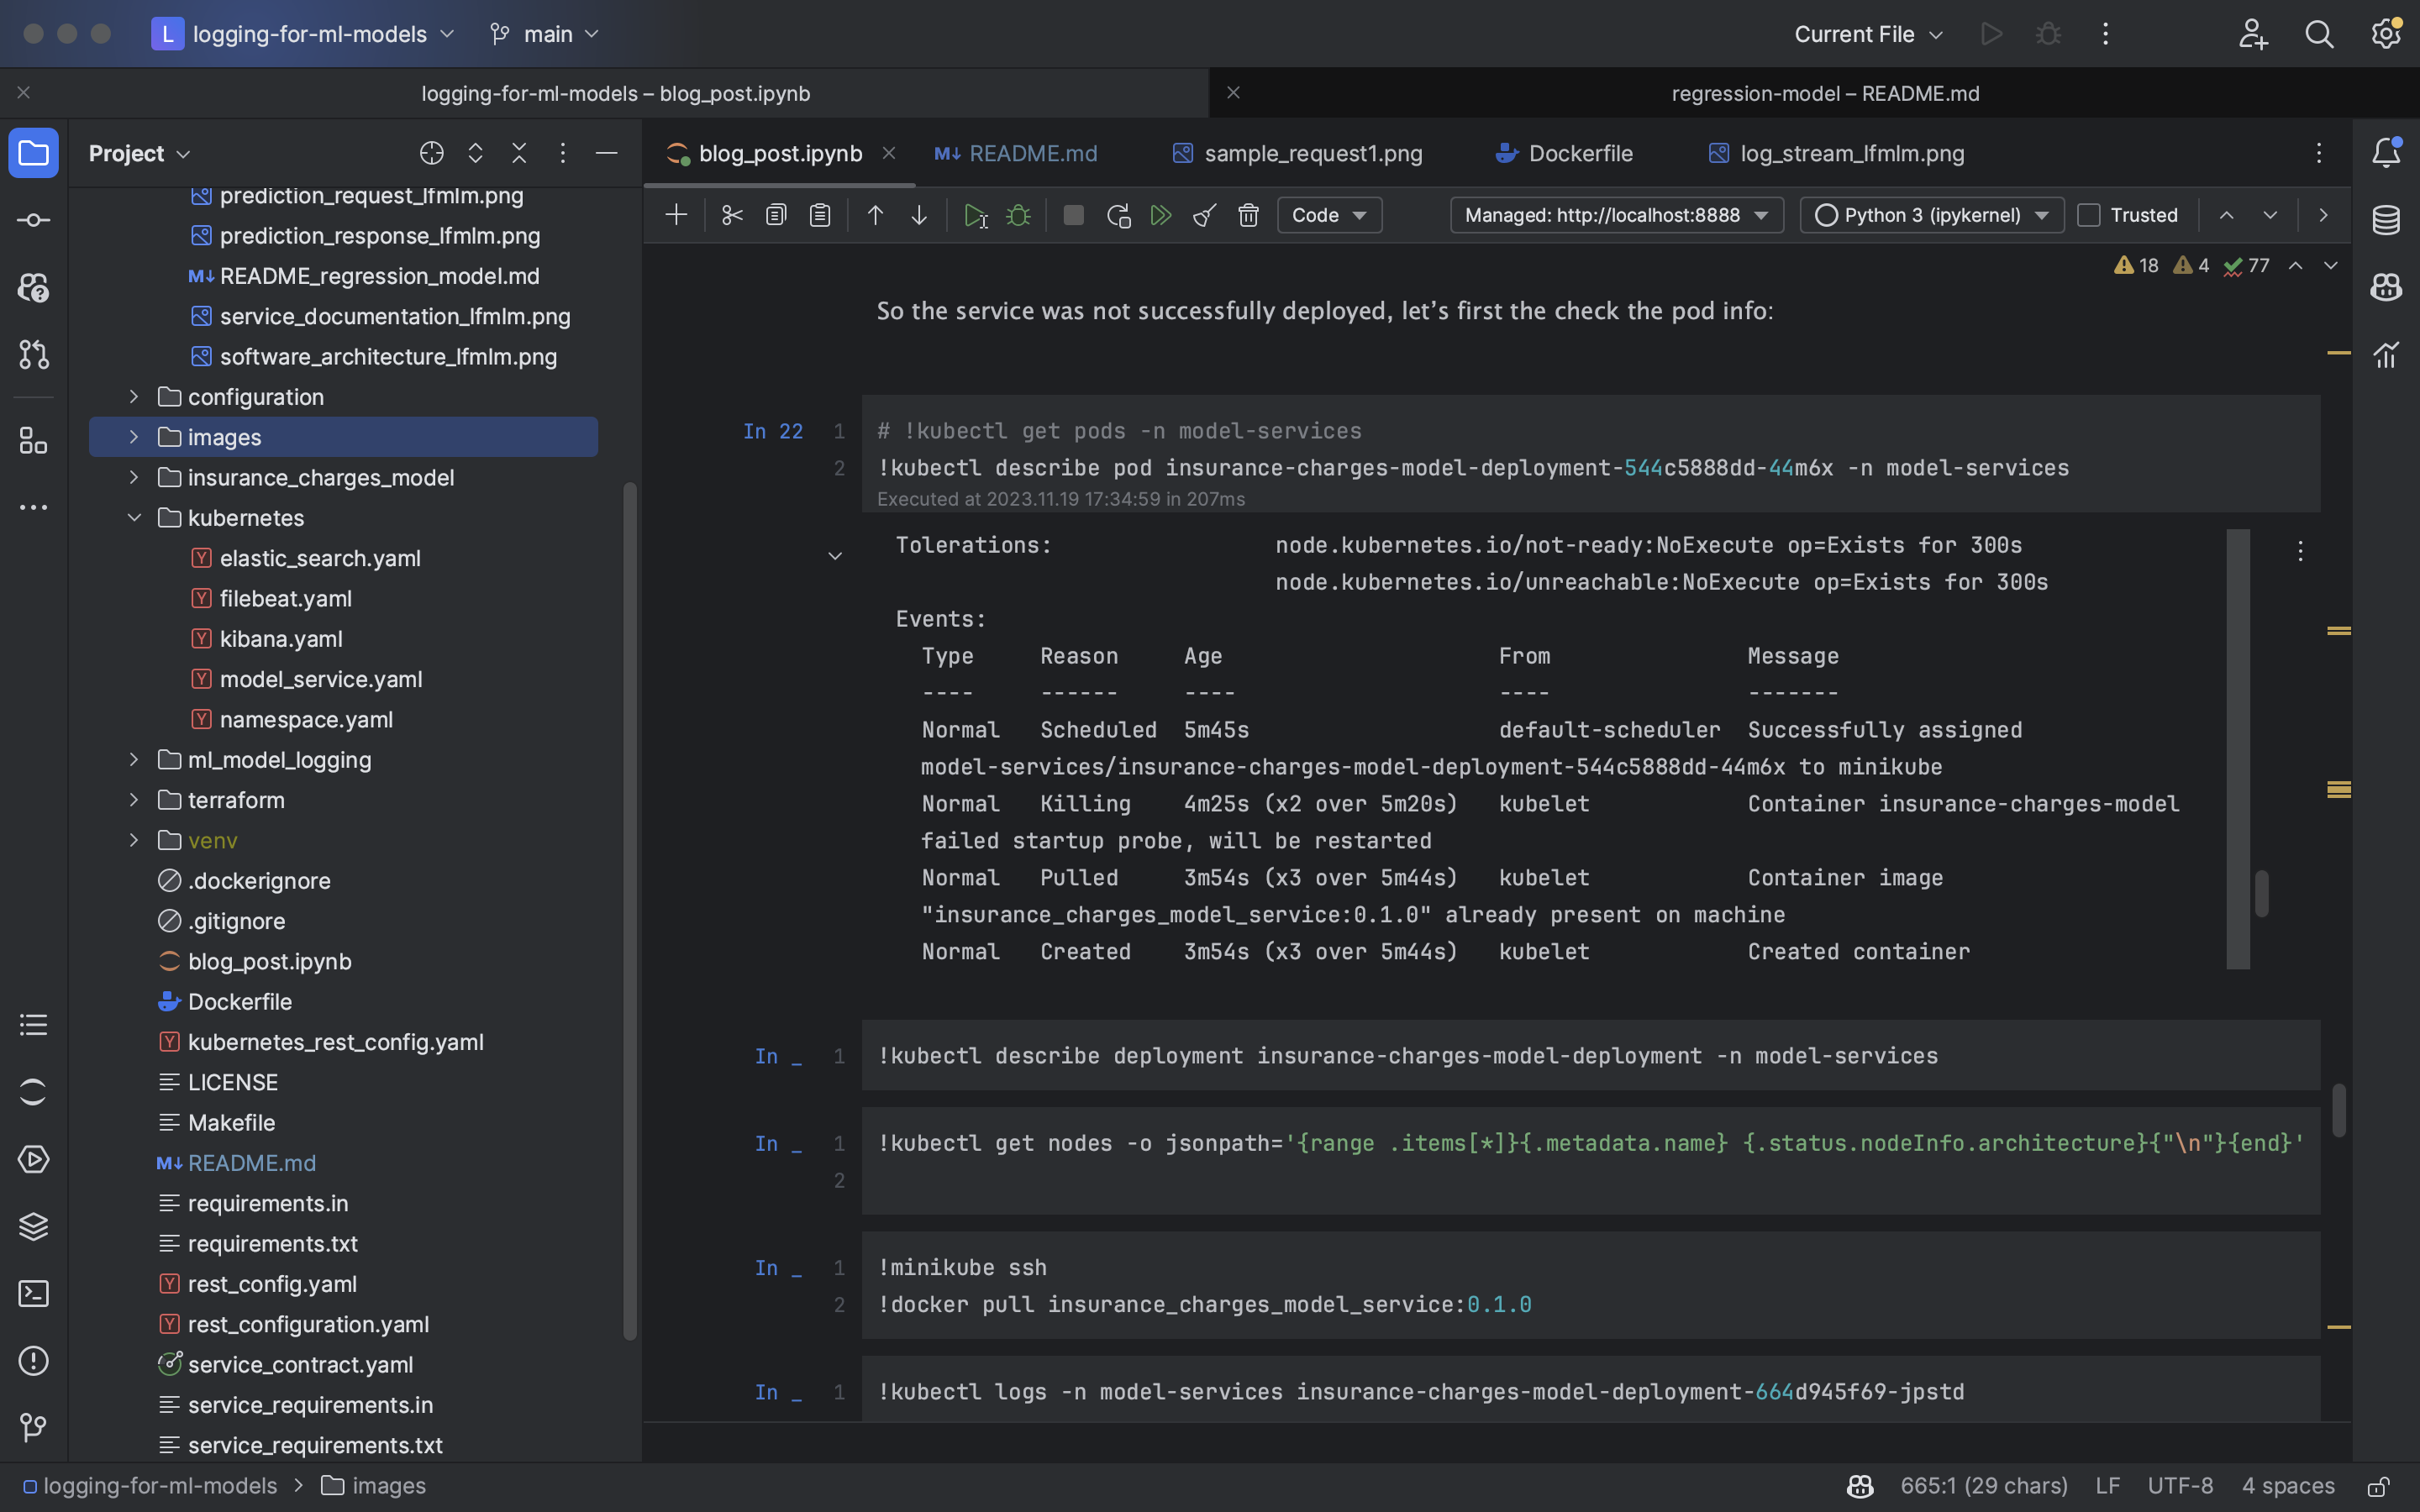 L logging-for-ml-models main Current File
logging-for-ml-models – blog_post.ipynb regression-model – README.md
Project
prediction_request_lfmlm.png
prediction_response_lfmlm.png
M↓ README_regression_model.md
service_documentation_lfmlm.png
software_architecture_lfmlm.png
configuration
images
insurance_charges_model
kubernetes
Y elastic_search.yaml
Y filebeat.yaml
Y kibana.yaml
Y model_service.yaml
Y namespace.yaml
ml_model_logging
terraform
venv
.dockerignore
.gitignore
blog_post.ipynb
Dockerfile
Y kubernetes_rest_config.yaml
LICENSE
Makefile
M↓ README.md
requirements.in
requirements.txt
Y rest_config.yaml
Y rest_configuration.yaml
service_contract.yaml
service_requirements.in
service_requirements.txt
blog_post.ipynb M↓ README.md sample_request1.png Dockerfile log_stream_lfmlm.png
Code Managed: http://localhost:8888 Python 3 (ipykernel) Trusted
18 4 77
So the service was not successfully deployed, let’s first the check the pod info:
In 22 1 # !kubectl get pods -n model-services
2 !kubectl describe pod insurance-charges-model-deployment-544c5888dd-44m6x -n model-services
Executed at 2023.11.19 17:34:59 in 207ms
Tolerations: node.kubernetes.io/not-ready:NoExecute op=Exists for 300s
node.kubernetes.io/unreachable:NoExecute op=Exists for 300s
Events:
Type Reason Age From Message
---- ------ ---- ---- -------
Normal Scheduled 5m45s default-scheduler Successfully assigned
model-services/insurance-charges-model-deployment-544c5888dd-44m6x to minikube
Normal Killing 4m25s (x2 over 5m20s) kubelet Container insurance-charges-model
failed startup probe, will be restarted
Normal Pulled 3m54s (x3 over 5m44s) kubelet Container image
"insurance_charges_model_service:0.1.0" already present on machine
Normal Created 3m54s (x3 over 5m44s) kubelet Created container
In _ 1 !kubectl describe deployment insurance-charges-model-deployment -n model-services
In _ 1 !kubectl get nodes -o jsonpath='{range .items[*]}{.metadata.name} {.status.nodeInfo.architecture}{"\n"}{end}'
2
In _ 1 !minikube ssh
2 !docker pull insurance_charges_model_service:0.1.0
In _ 1 !kubectl logs -n model-services insurance-charges-model-deployment-664d945f69-jpstd
logging-for-ml-models > images 665:1 (29 chars) LF UTF-8 4 spaces